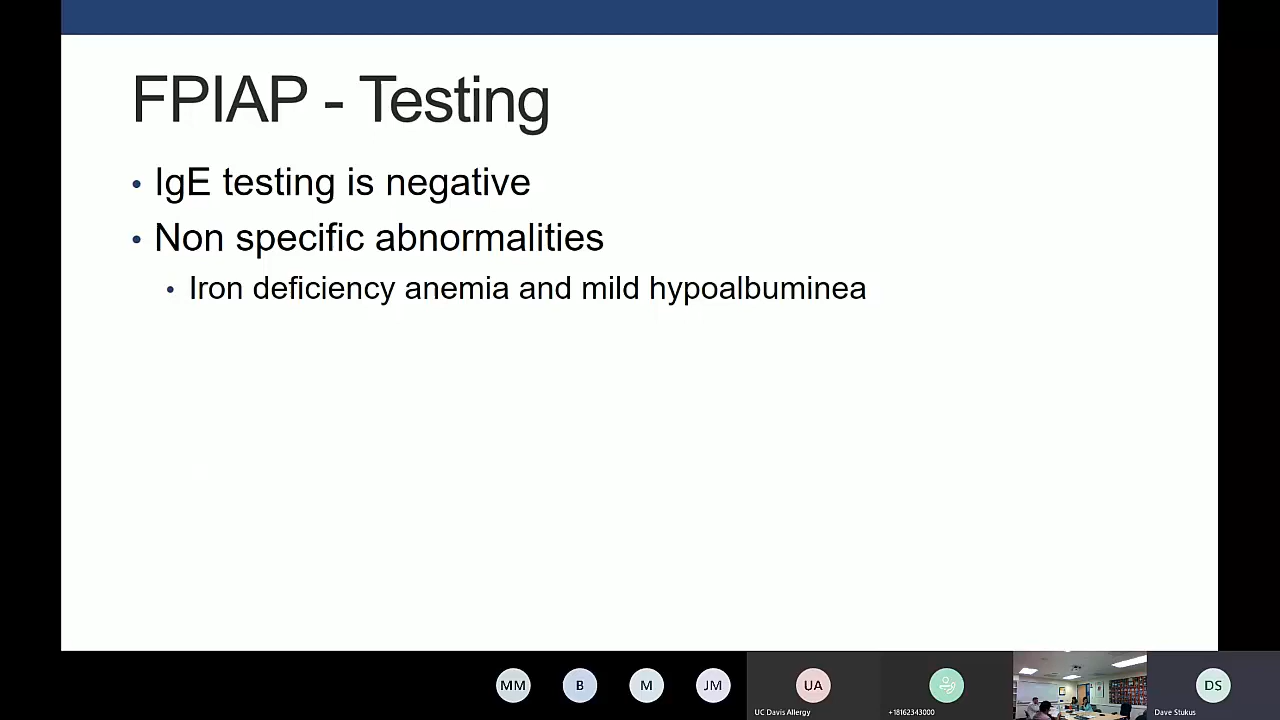 FPIAP - Testing
• IgE testing is negative
• Non specific abnormalities
• Iron deficiency anemia and mild hypoalbuminea
MM
B
M
JM
UA
DS
UC Davis Allergy
+18162343000
Dave Stukus